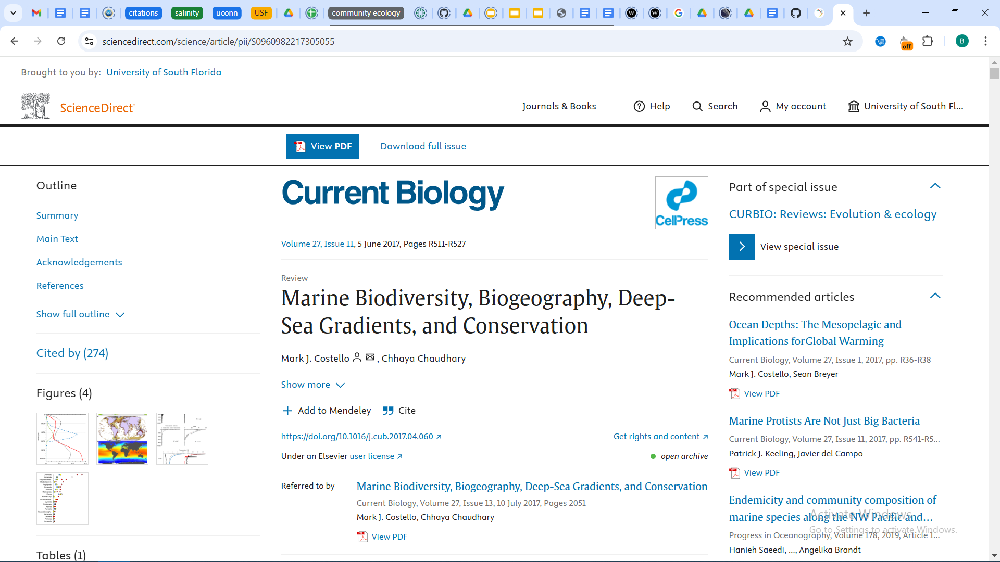 citations
salinity
uconn
USF
community ecology
sciencedirect.com/science/article/pii/S0960982217305055
off
B
Brought to you by: University of South Florida
ScienceDirect
Journals & Books
Help
Search
My account
University of South Fl...
View PDF
Download full issue
Outline
Summary
Main Text
Acknowledgements
References
Show full outline
Cited by (274)
Figures (4)
Tables (1)
Current Biology
CellPress
Volume 27, Issue 11, 5 June 2017, Pages R511-R527
Review
Marine Biodiversity, Biogeography, Deep-
Sea Gradients, and Conservation
Mark J. Costello , Chhaya Chaudhary
Show more
Add to Mendeley
Cite
https://doi.org/10.1016/j.cub.2017.04.060
Get rights and content
Under an Elsevier user license
open archive
Referred to by
Marine Biodiversity, Biogeography, Deep-Sea Gradients, and Conservation
Current Biology, Volume 27, Issue 13, 10 July 2017, Pages 2051
Mark J. Costello, Chhaya Chaudhary
View PDF
Part of special issue
CURBIO: Reviews: Evolution & ecology
View special issue
Recommended articles
Ocean Depths: The Mesopelagic and
Implications for Global Warming
Current Biology, Volume 27, Issue 1, 2017, pp. R36-R38
Mark J. Costello, Sean Breyer
View PDF
Marine Protists Are Not Just Big Bacteria
Current Biology, Volume 27, Issue 11, 2017, pp. R541-R5...
Patrick J. Keeling, Javier del Campo
View PDF
Endemicity and community composition of
marine species along the NW Pacific and...
Progress in Oceanography, Volume 178, 2019, Article 1...
Hanieh Saeedi, ..., Angelika Brandt
Activate Windows
Go to Settings to activate Windows.